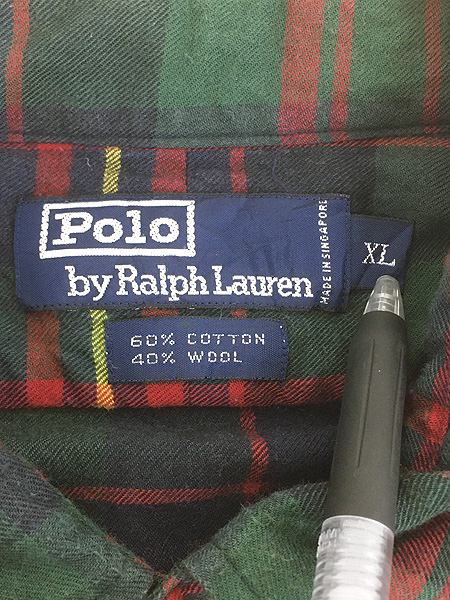 Polo
by Ralph Lauren
MADE IN SINGAPORE
XL
60% COTTON
40% WOOL